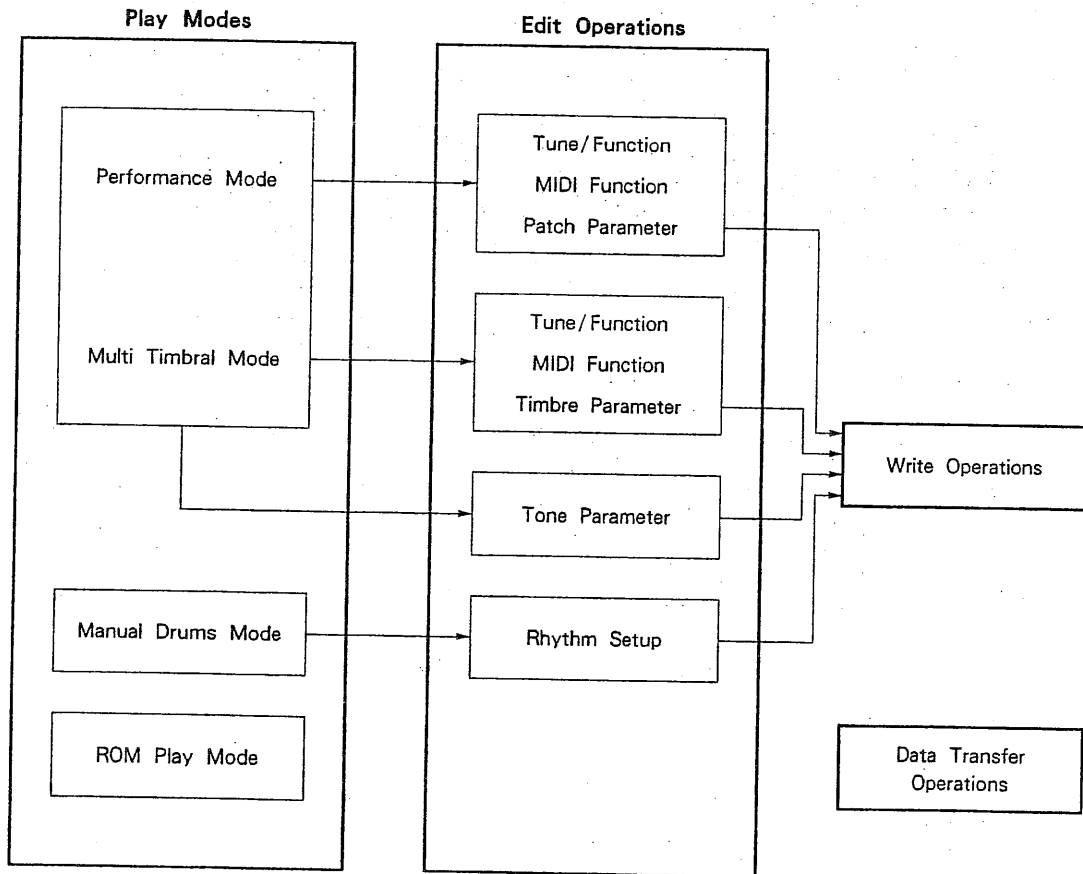 Play Modes
Edit Operations
Performance Mode
Multi Timbral Mode
Manual Drums Mode
ROM Play Mode
Tune/Function
MIDI Function
Patch Parameter
Tune/Function
MIDI Function
Timbre Parameter
Tone Parameter
Rhythm Setup
Write Operations
Data Transfer
Operations